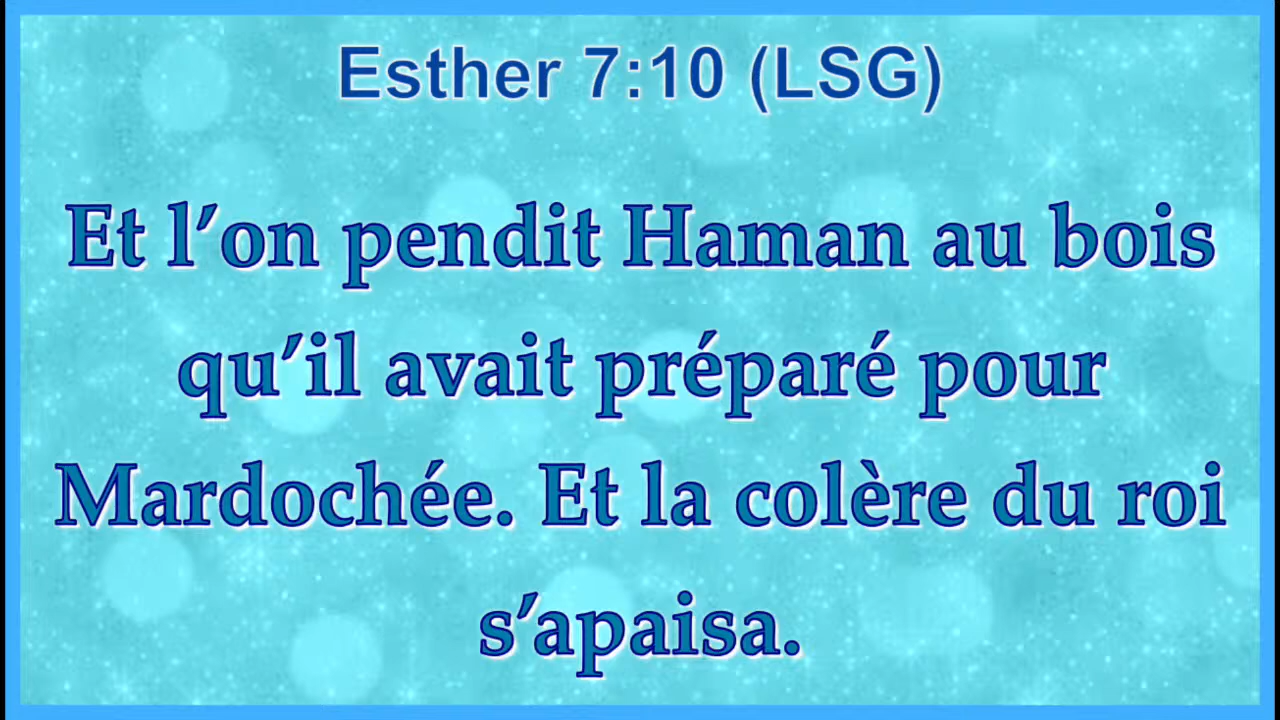 Esther 7:10 (LSG)
Et l’on pendit Haman au bois
qu’il avait préparé pour
Mardochée. Et la colère du roi
s’apaisa.